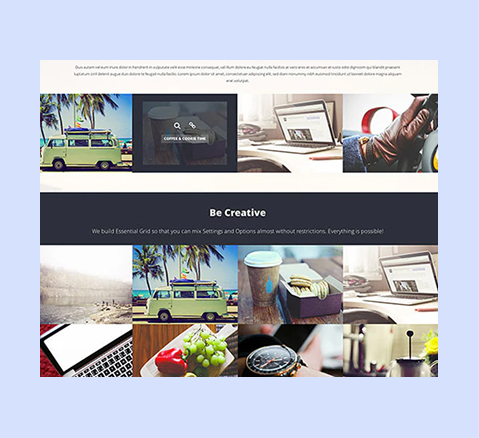 Duis autem vel eum iriure dolor in hendrerit in vulputate velit esse molestie consequat, vel illum dolore eu feugiat nulla facilisis at vero eros et accumsan et iusto odio dignissim qui blandit praesent
luptatum zzril delenit augue duis dolore te feugait nulla facilisi. Lorem ipsum dolor sit amet, consectetuer adipiscing elit, sed diam nonummy nibh euismod tincidunt ut laoreet dolore magna aliquam
erat volutpat.
COFFEE & COOKIE TIME
Be Creative
We build Essential Grid so that you can mix Settings and Options almost without restrictions. Everything is possible!